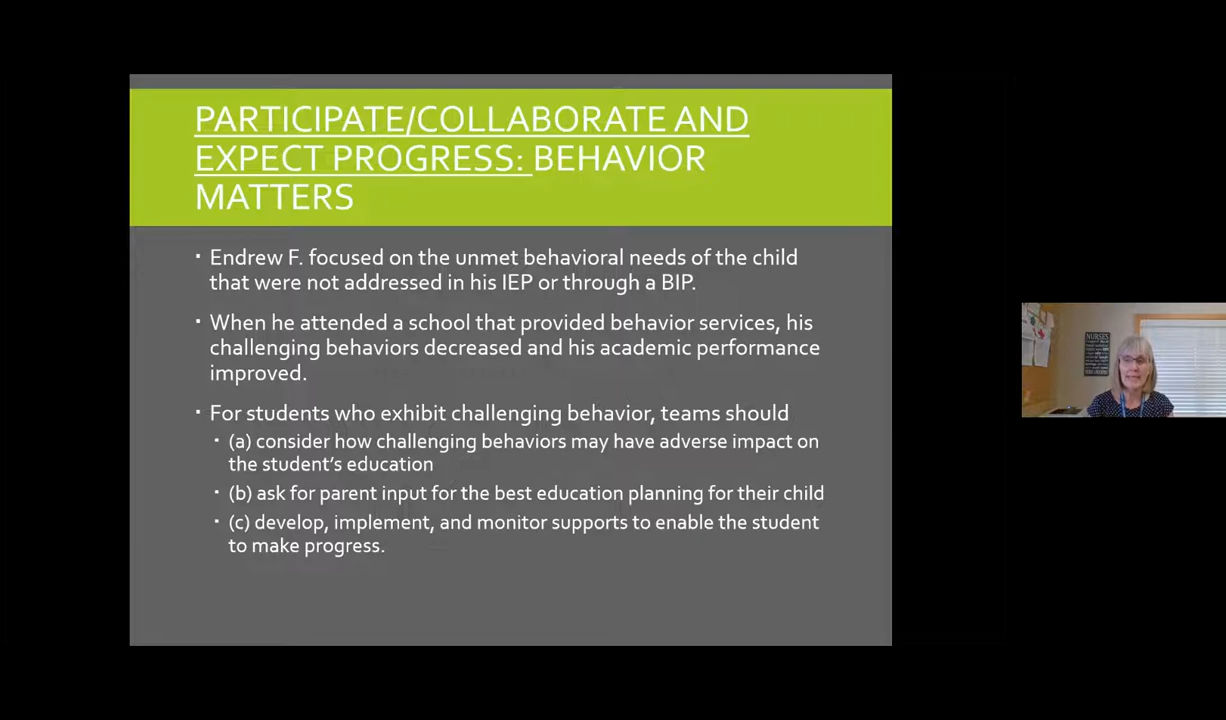 PARTICIPATE/COLLABORATE AND
EXPECT PROGRESS: BEHAVIOR
MATTERS
▪ Endrew F. focused on the unmet behavioral needs of the child
that were not addressed in his IEP or through a BIP.
▪ When he attended a school that provided behavior services, his
challenging behaviors decreased and his academic performance
improved.
▪ For students who exhibit challenging behavior, teams should
▪ (a) consider how challenging behaviors may have adverse impact on
the student's education
▪ (b) ask for parent input for the best education planning for their child
▪ (c) develop, implement, and monitor supports to enable the student
to make progress.
NURSES